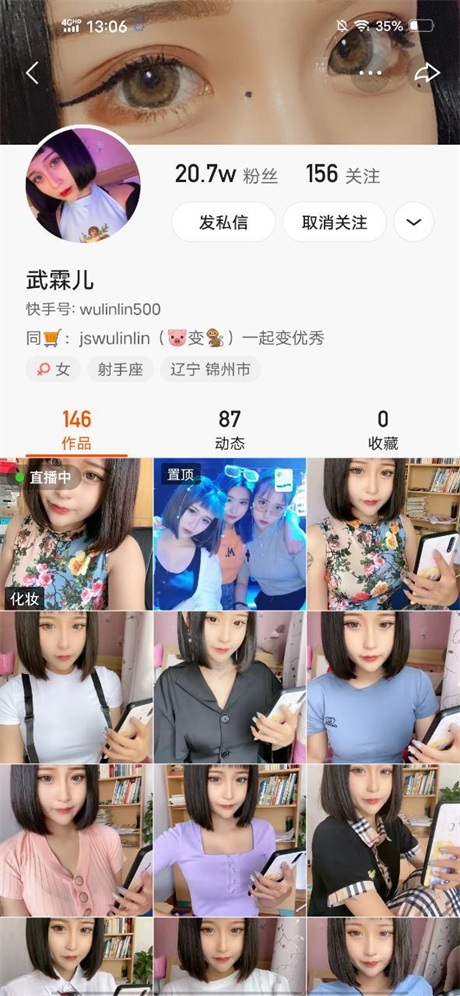 4GHD 13:06 35%
20.7w 粉丝 156 关注
发私信 取消关注
武霖儿
快手号: wulinlin500
同🛒：jswulinlin（🐷变🐒）一起变优秀
女 射手座 辽宁 锦州市
146 87 0
作品 动态 收藏
直播中 置顶
化妆